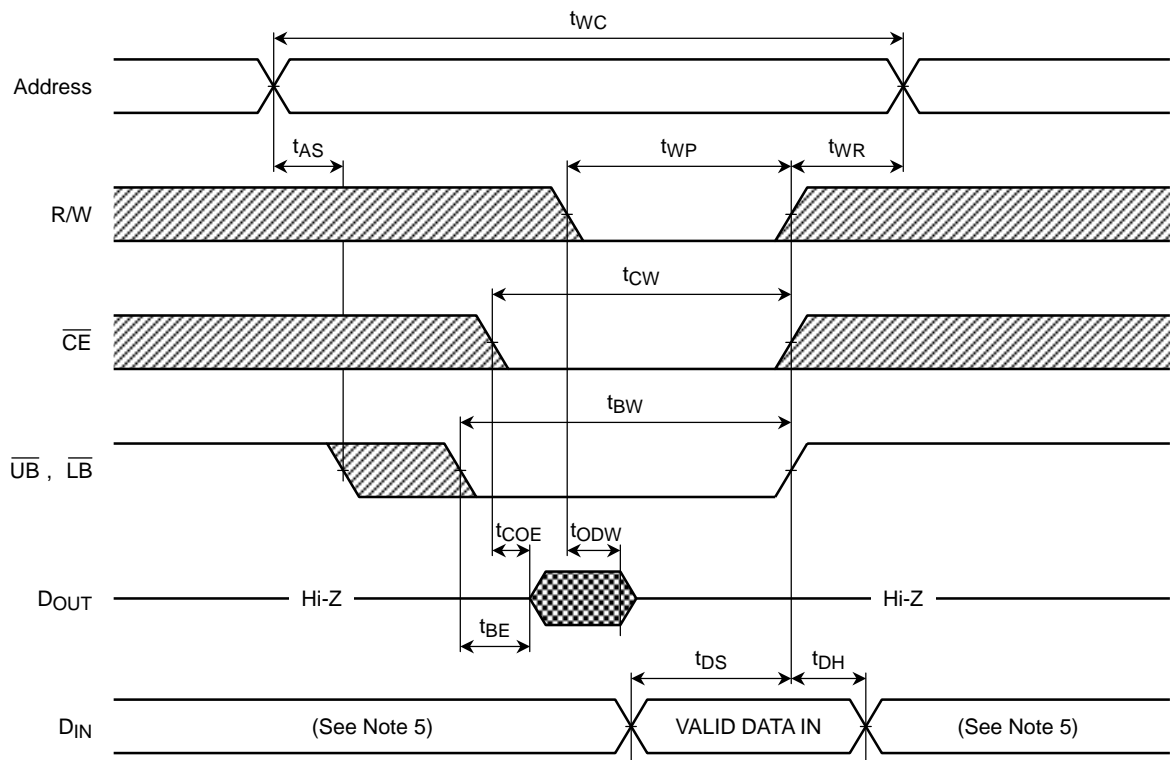 tWC
Address
tAS
tWP
tWR
R/W
tCW
CE
tBW
UB , LB
tCOE
tODW
DOUT
Hi-Z
Hi-Z
tBE
tDS
tDH
DIN
(See Note 5)
VALID DATA IN
(See Note 5)